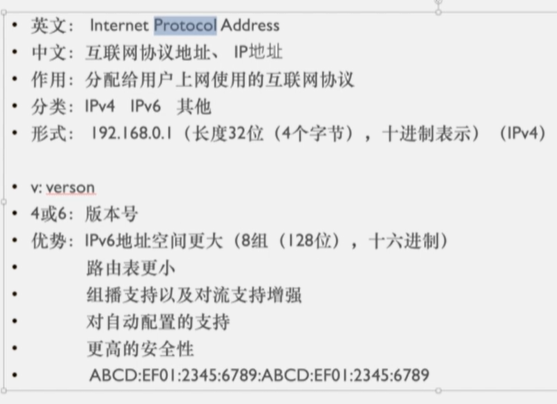 • 英文： Internet Protocol Address
• 中文：互联网协议地址、 IP地址
• 作用：分配给用户上网使用的互联网协议
• 分类：IPv4 IPv6 其他
• 形式： 192.168.0.1（长度32位（4个字节），十进制表示）（IPv4）
• v: verson
• 4或6：版本号
• 优势：IPv6地址空间更大（8组（128位），十六进制）
• 路由表更小
• 组播支持以及对流支持增强
• 对自动配置的支持
• 更高的安全性
• ABCD:EF01:2345:6789:ABCD:EF01:2345:6789